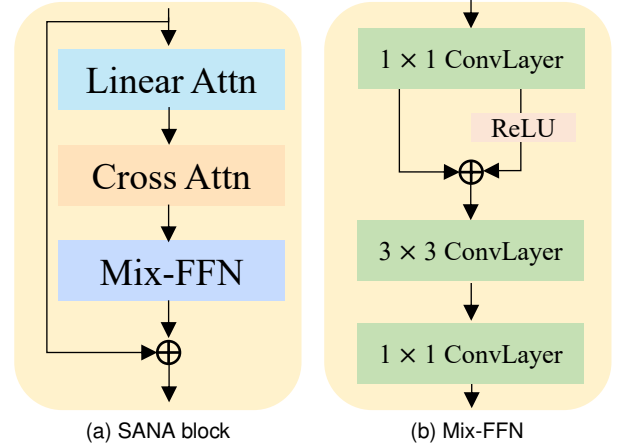 Linear Attn
Cross Attn
Mix-FFN
(a) SANA block
1 × 1 ConvLayer
ReLU
3 × 3 ConvLayer
1 × 1 ConvLayer
(b) Mix-FFN